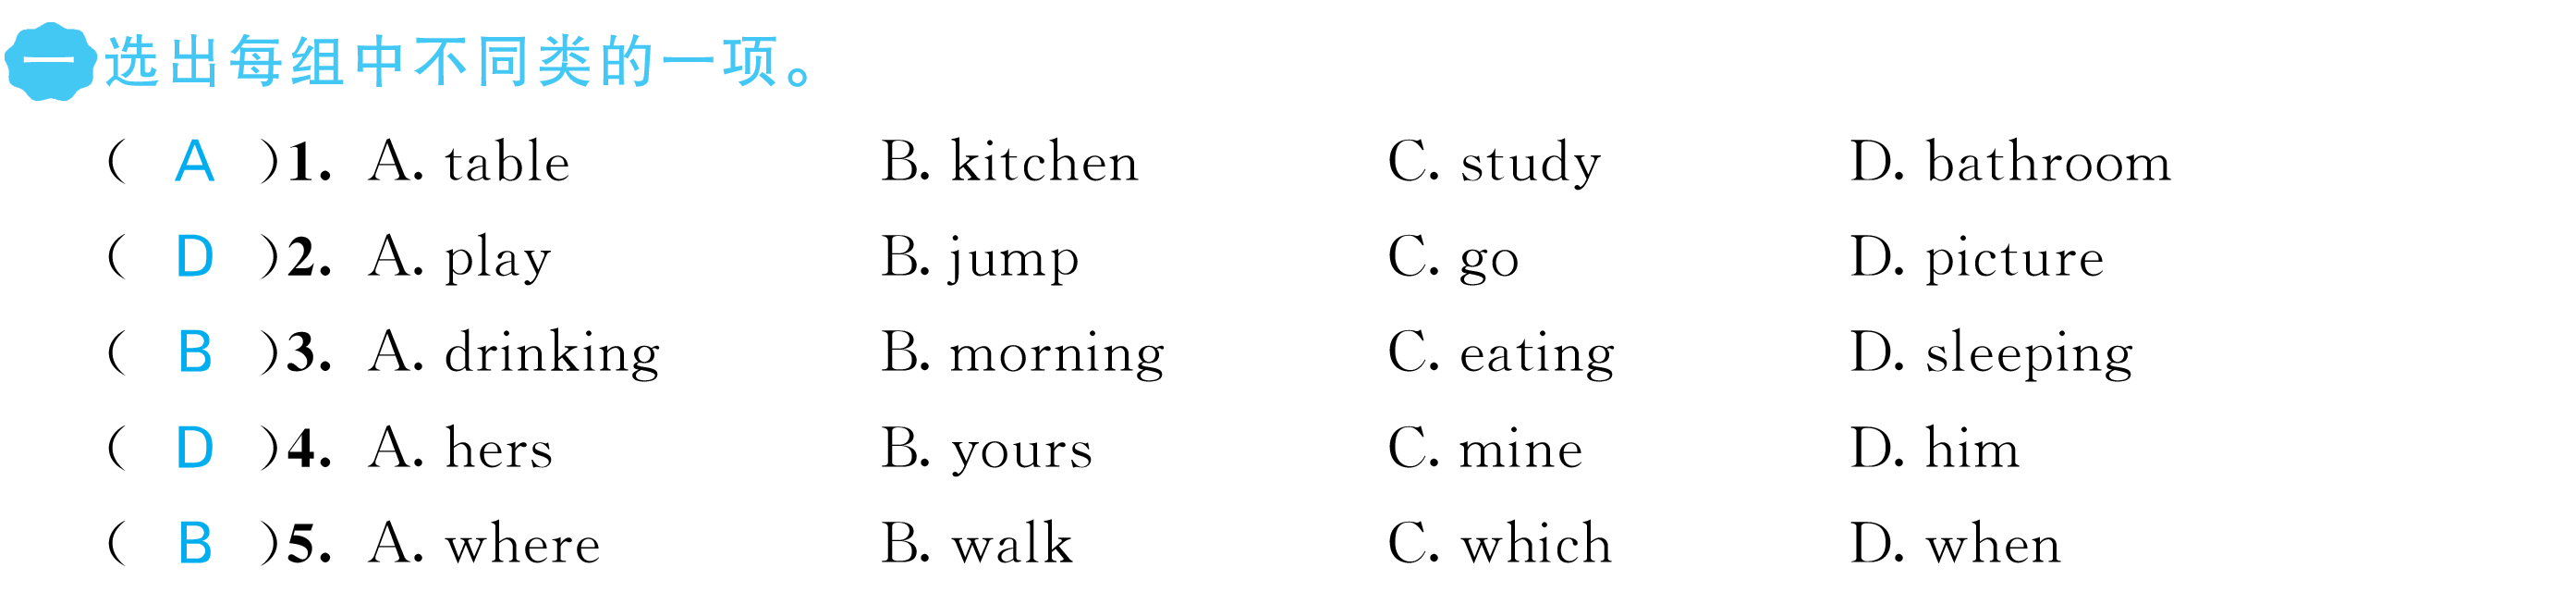 一 选出每组中不同类的一项。
( A )1. A. table B. kitchen C. study D. bathroom
( D )2. A. play B. jump C. go D. picture
( B )3. A. drinking B. morning C. eating D. sleeping
( D )4. A. hers B. yours C. mine D. him
( B )5. A. where B. walk C. which D. when